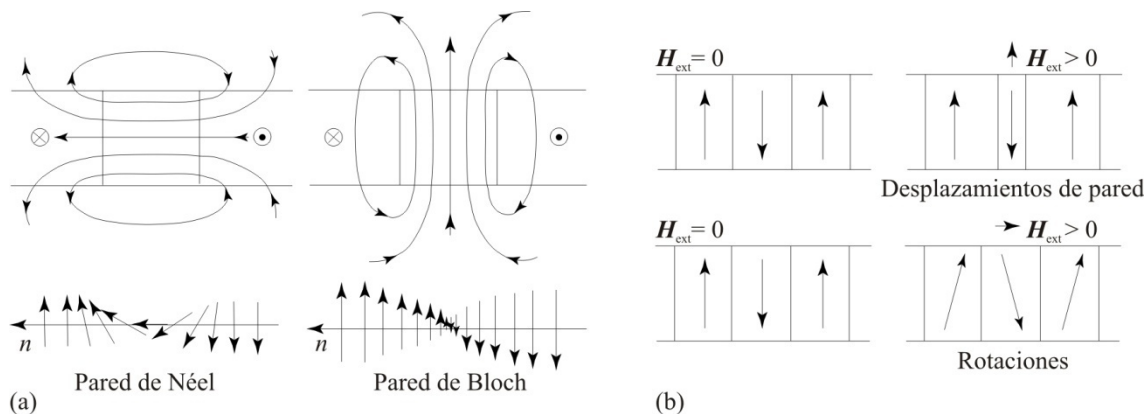 n
Pared de Néel
n
Pared de Bloch
(a)
H_ext = 0
H_ext > 0
Desplazamientos de pared
H_ext = 0
H_ext > 0
Rotaciones
(b)